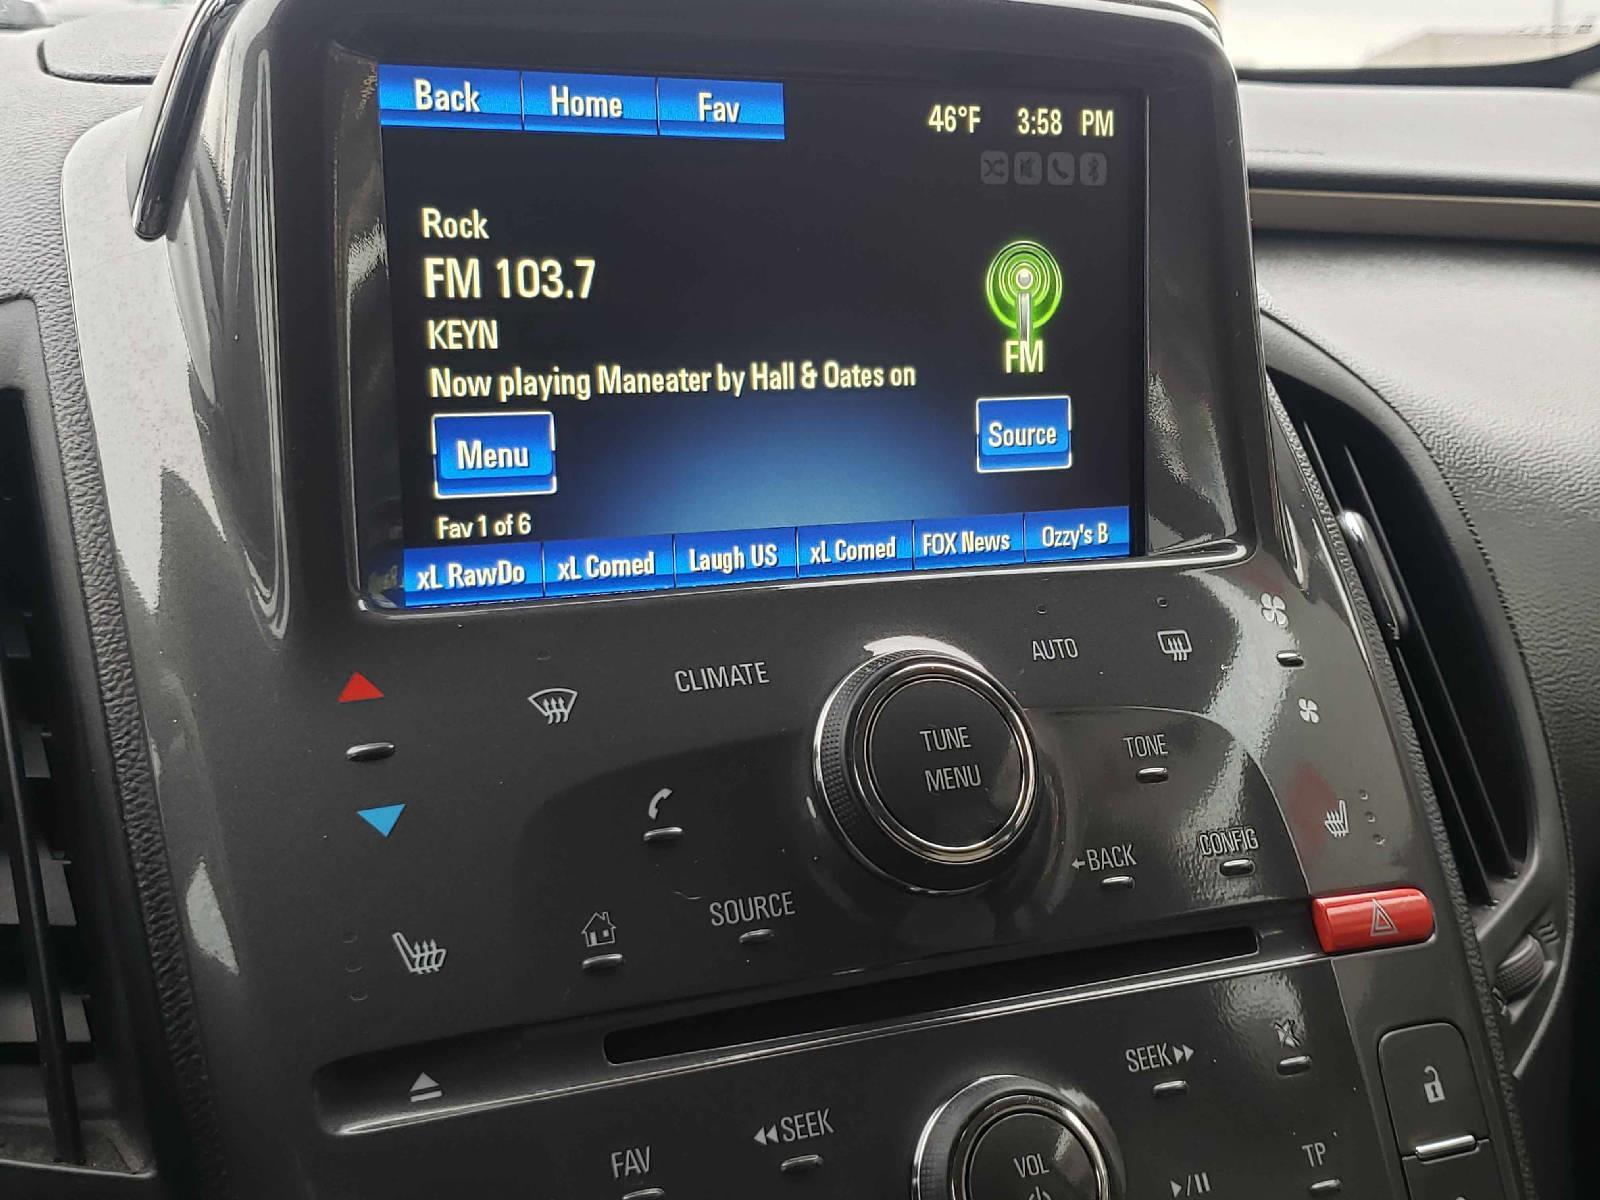 Back Home Fav 46°F 3:58 PM
Rock
FM 103.7
KEYN
FM
Now playing Maneater by Hall & Oates on
Menu Source
Fav 1 of 6
xL RawDo xL Comed Laugh US xL Comed FOX News Ozzy's B
AUTO
CLIMATE
TUNE
MENU
TONE
BACK CONFIG
SOURCE
SEEK
SEEK
FAV VOL TP